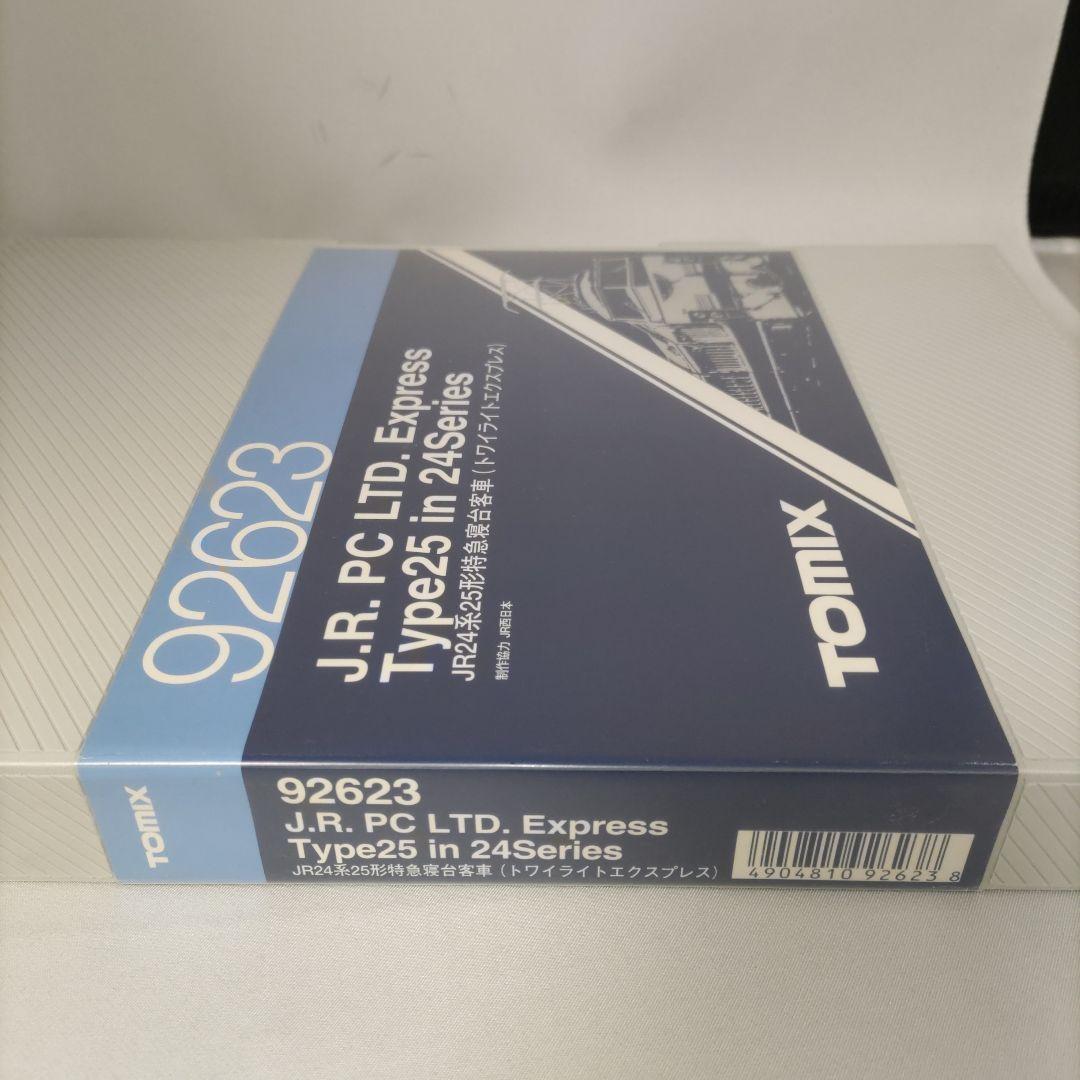 92623
J.R. PC LTD. Express
Type25 in 24Series
JR24系25形特急寝台客車(トワイライトエクスプレス)
制作協力 JR西日本
TOMIX
TOMIX
92623
J.R. PC LTD. Express
Type25 in 24Series
JR24系25形特急寝台客車(トワイライトエクスプレス)
4904810 92623 8